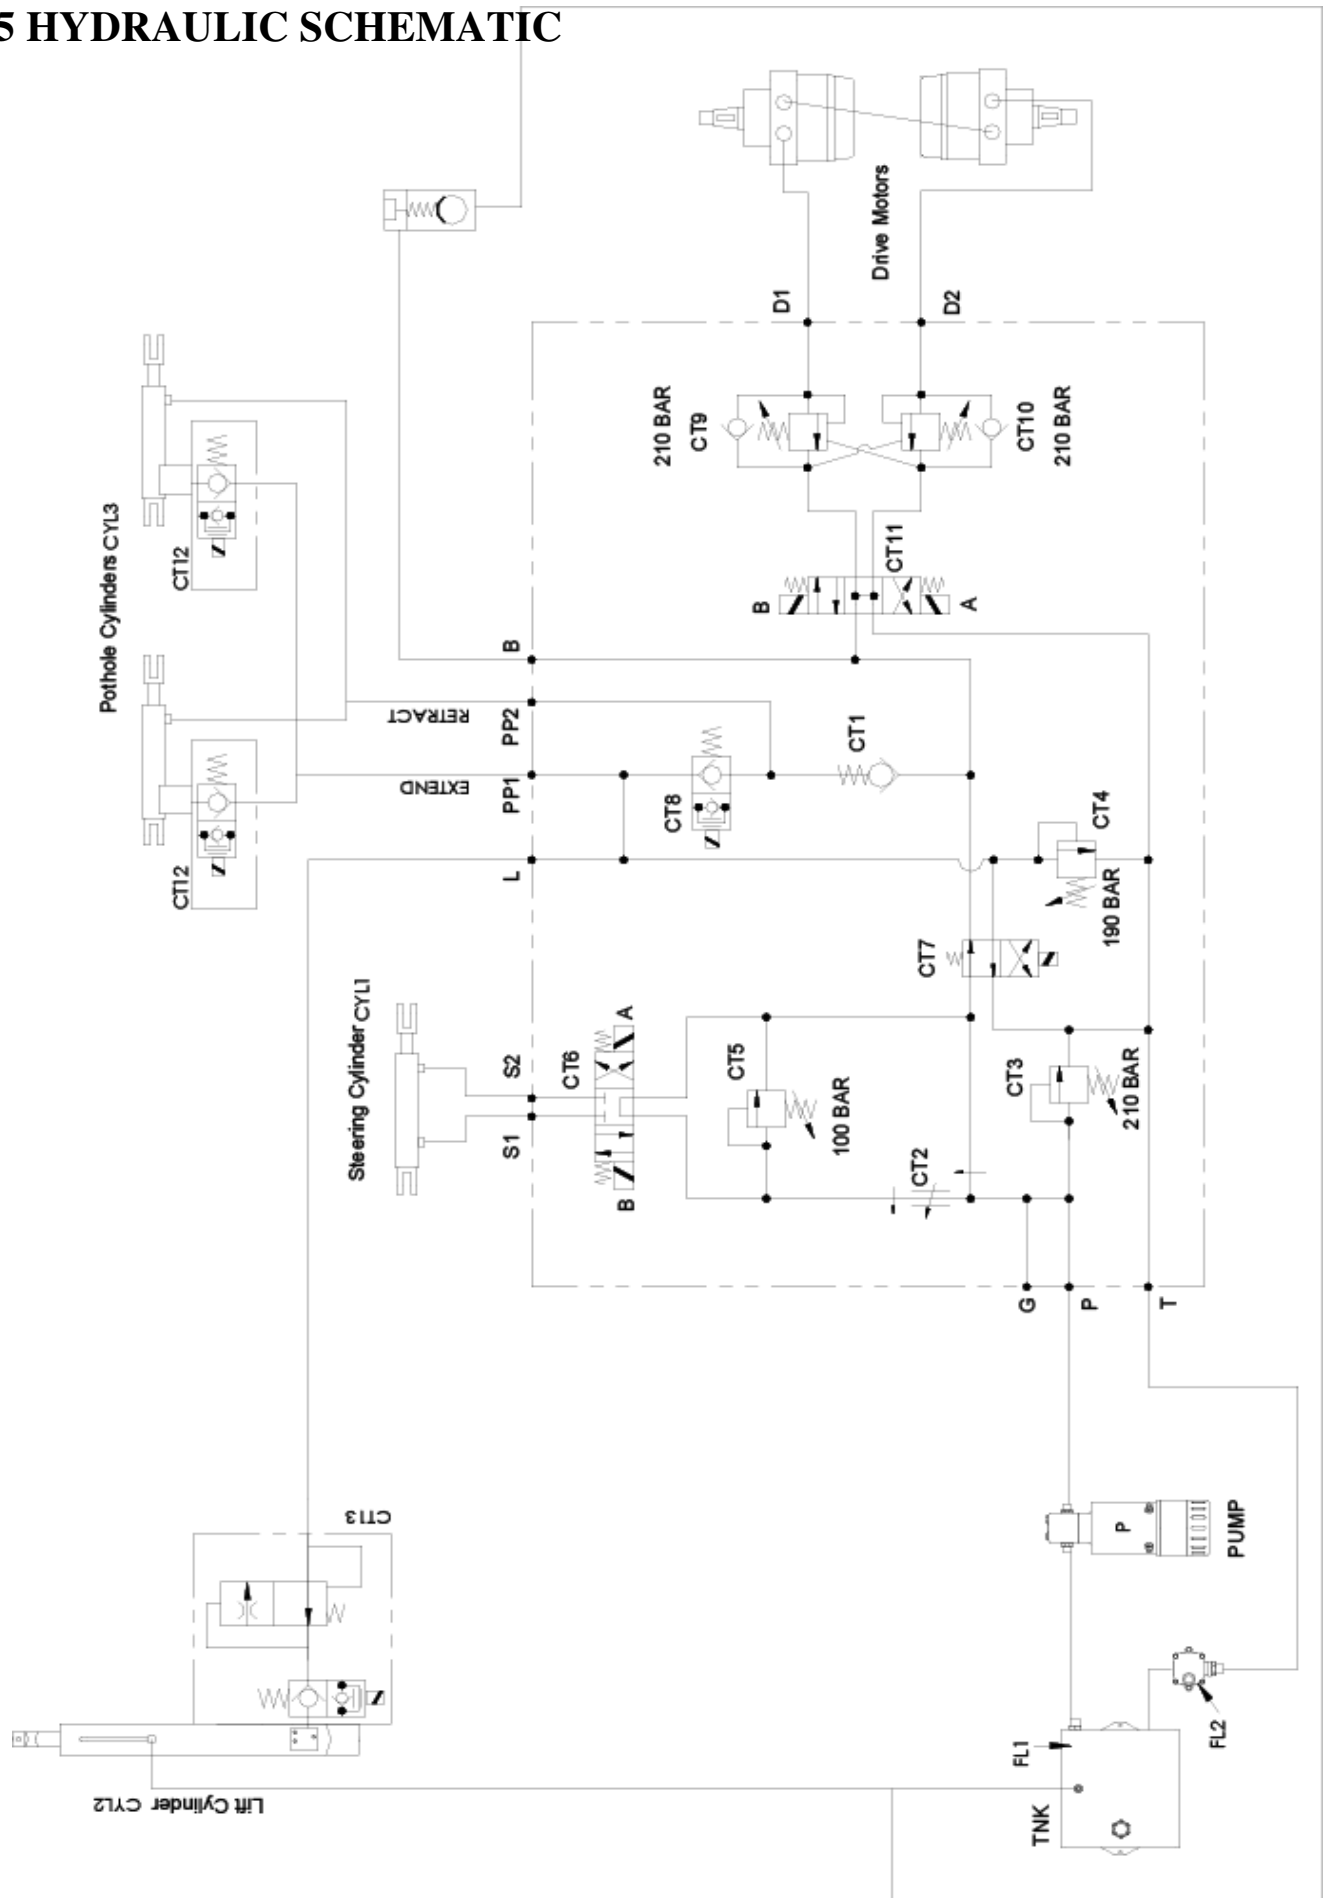 5 HYDRAULIC SCHEMATIC
Drive Motors
D1
D2
210 BAR
CT9
CT10
210 BAR
Pothole Cylinders CYL3
CT12
CT12
CT11
B
A
B
RETRACT
PP2
EXTEND
PP1
CT1
CT8
L
CT4
190 BAR
CT7
Steering Cylinder CYL1
S2
S1
CT6
A
B
CT5
100 BAR
CT2
CT3
210 BAR
G
P
T
CT13
P
PUMP
Lift Cylinder CYL2
FL1
FL2
TNK